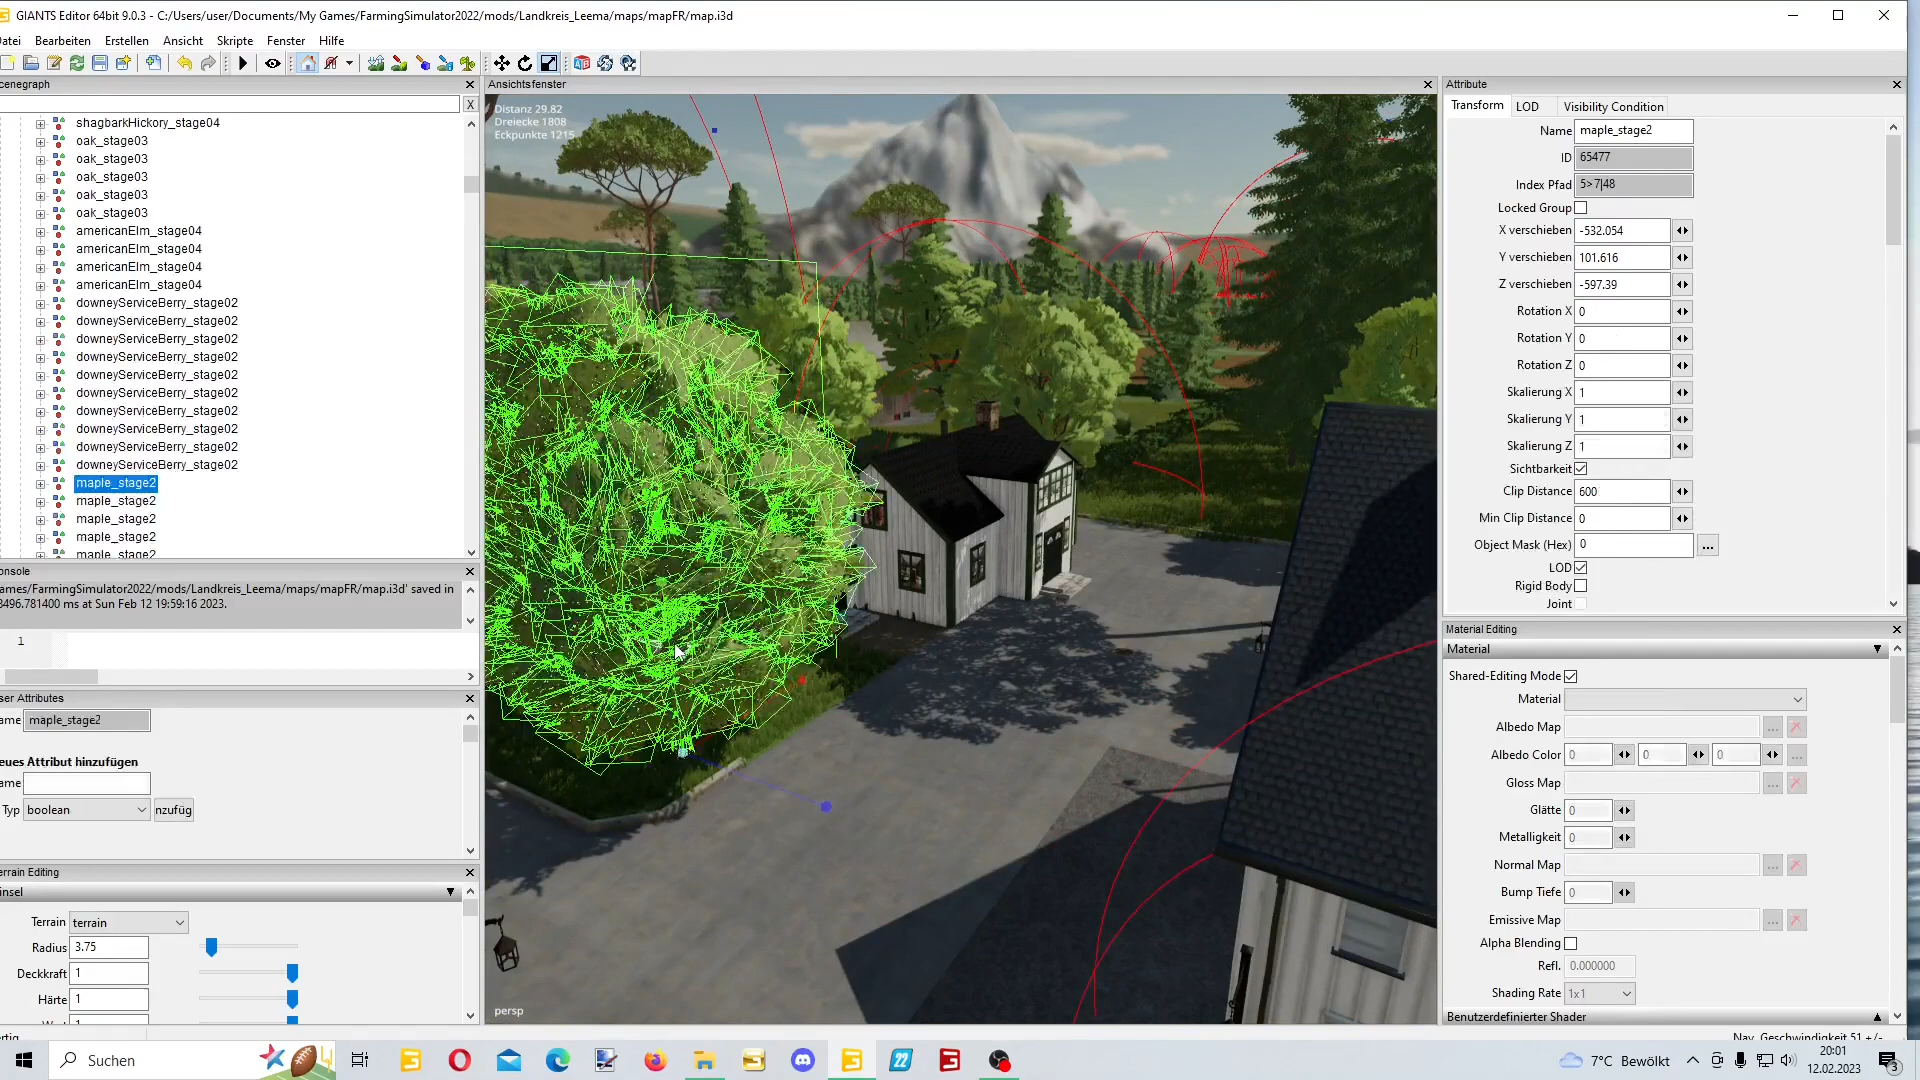 GIANTS Editor 64bit 9.0.3 - C:/Users/user/Documents/My Games/FarmingSimulator2022/mods/Landkreis_Leema/maps/mapFR/map.i3d
atei Bearbeiten Erstellen Ansicht Skripte Fenster Hilfe
cenegraph
X
shagbarkHickory_stage04
oak_stage03
oak_stage03
oak_stage03
oak_stage03
oak_stage03
americanElm_stage04
americanElm_stage04
americanElm_stage04
americanElm_stage04
downeyServiceBerry_stage02
downeyServiceBerry_stage02
downeyServiceBerry_stage02
downeyServiceBerry_stage02
downeyServiceBerry_stage02
downeyServiceBerry_stage02
downeyServiceBerry_stage02
downeyServiceBerry_stage02
downeyServiceBerry_stage02
downeyServiceBerry_stage02
maple_stage2
maple_stage2
maple_stage2
maple_stage2
maple_stage2
onsole
ames/FarmingSimulator2022/mods/Landkreis_Leema/maps/mapFR/map.i3d' saved in
8496.781400 ms at Sun Feb 12 19:59:16 2023.
1
ser Attributes
ame maple_stage2
eues Attribut hinzufügen
ame
Typ boolean nzufüg
errain Editing
insel
Terrain terrain
Radius 3.75
Deckkraft 1
Härte 1
Ansichtsfenster
Distanz 29.82
Dreiecke 1808
Eckpunkte 1215
persp
Attribute
Transform LOD Visibility Condition
Name maple_stage2
ID 65477
Index Pfad 5>7|48
Locked Group
X verschieben -532.054
Y verschieben 101.616
Z verschieben -597.39
Rotation X 0
Rotation Y 0
Rotation Z 0
Skalierung X 1
Skalierung Y 1
Skalierung Z 1
Sichtbarkeit
Clip Distance 600
Min Clip Distance 0
Object Mask (Hex) 0 ...
LOD
Rigid Body
Joint
Material Editing
Material
Shared-Editing Mode
Material
Albedo Map ...
Albedo Color 0 0 0 ...
Gloss Map ...
Glätte 0
Metalligkeit 0
Normal Map ...
Bump Tiefe 0
Emissive Map ...
Alpha Blending
Refl. 0.000000
Shading Rate 1x1
Benutzerdefinierter Shader
ertig
Nav. Geschwindigkeit 51 +/-
Suchen
22
7°C Bewölkt
20:01
12.02.2023
3